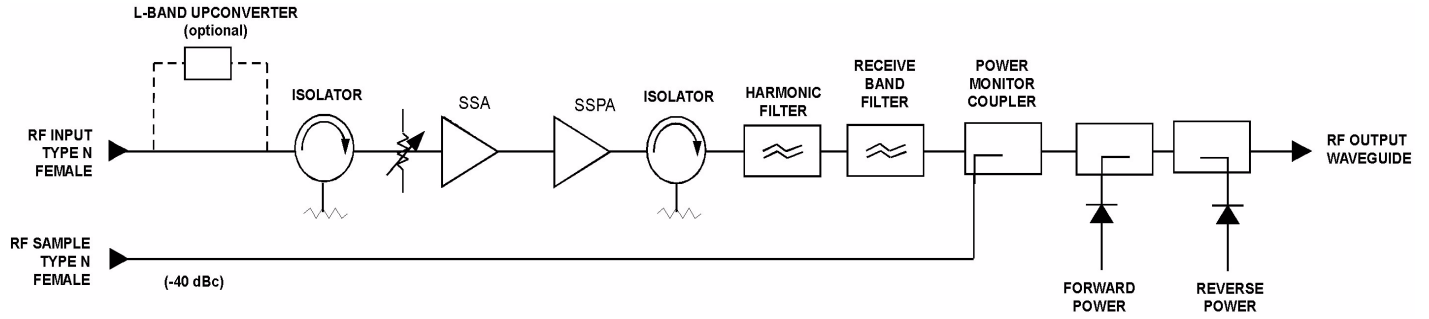 L-BAND UPCONVERTER
(optional)
ISOLATOR
SSA
SSPA
ISOLATOR
HARMONIC
FILTER
RECEIVE
BAND
FILTER
POWER
MONITOR
COUPLER
RF INPUT
TYPE N
FEMALE
RF OUTPUT
WAVEGUIDE
RF SAMPLE
TYPE N
FEMALE
(-40 dBc)
FORWARD
POWER
REVERSE
POWER